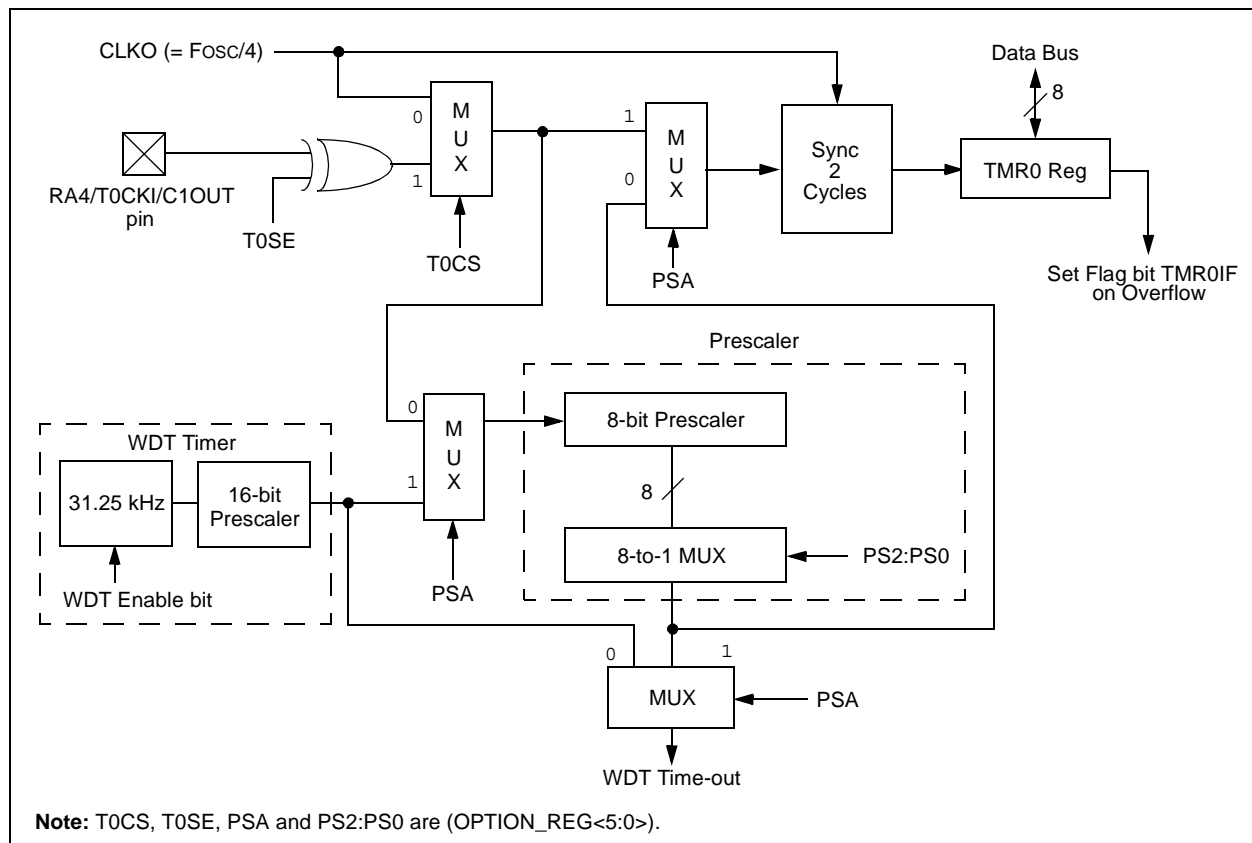 CLKO (= FOSC/4)
Data Bus
8
0
M
U
X
1
M
U
X
Sync
2
Cycles
TMR0 Reg
RA4/T0CKI/C1OUT
pin
1
0
T0SE
T0CS
PSA
Set Flag bit TMR0IF
on Overflow
Prescaler
0
M
U
X
8-bit Prescaler
WDT Timer
31.25 kHz
16-bit
Prescaler
1
8
8-to-1 MUX
PS2:PS0
WDT Enable bit
PSA
0
1
MUX
PSA
WDT Time-out
Note: T0CS, T0SE, PSA and PS2:PS0 are (OPTION_REG<5:0>).